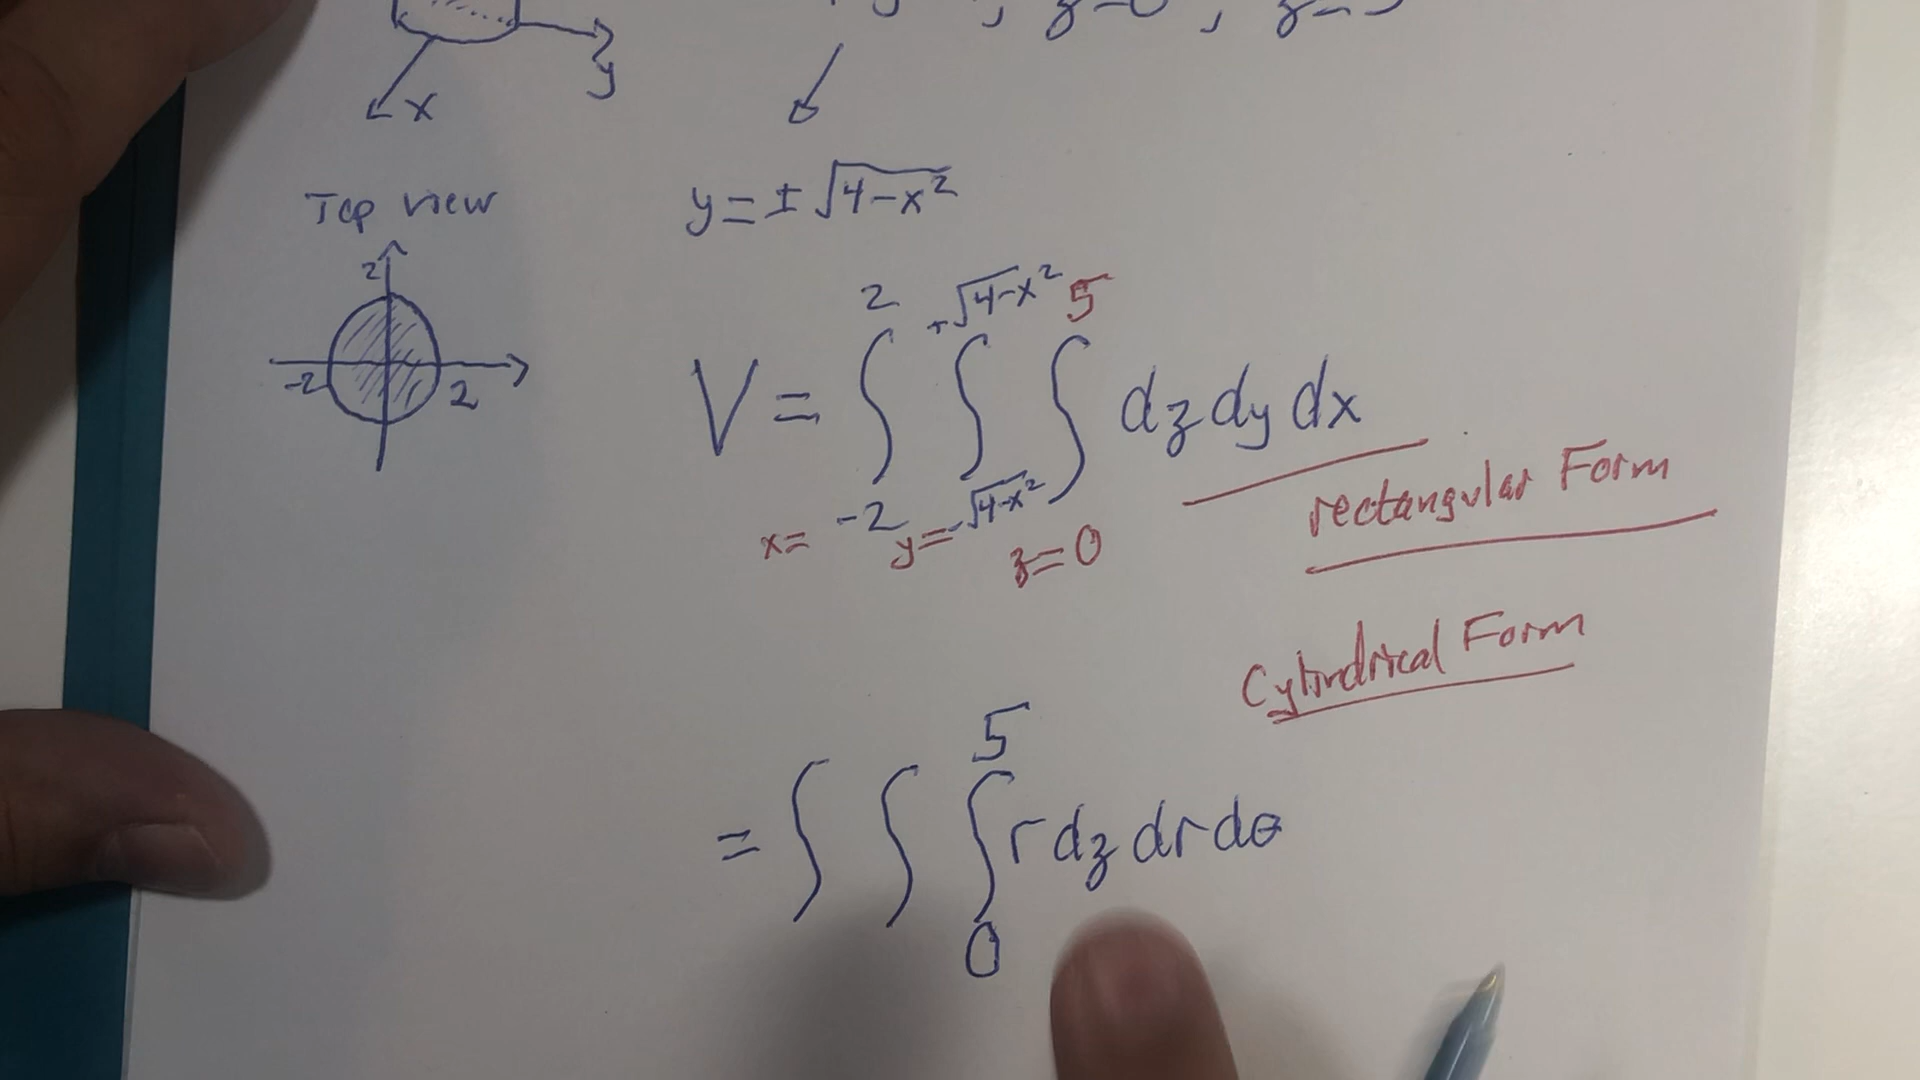 y
x
Top view
y = ± √(4-x²)
2
-2
2
2 +√(4-x²) 5
V = ∫ ∫ ∫ dz dy dx
x= -2 y= -√(4-x²) z=0
rectangular Form
Cylindrical Form
5
= ∫ ∫ ∫ r dz dr dθ
0